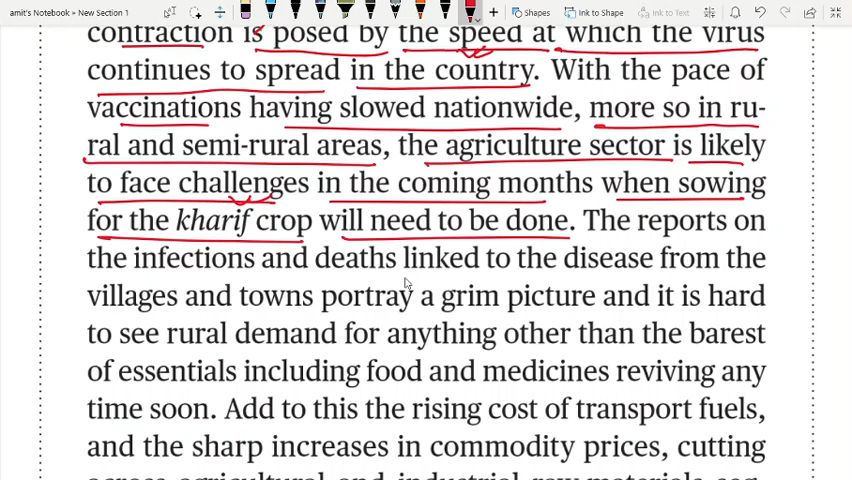 amit's Notebook » New Section 1
Shapes
Ink to Shape
Ink to Text
contraction is posed by the speed at which the virus
continues to spread in the country. With the pace of
vaccinations having slowed nationwide, more so in ru-
ral and semi-rural areas, the agriculture sector is likely
to face challenges in the coming months when sowing
for the kharif crop will need to be done. The reports on
the infections and deaths linked to the disease from the
villages and towns portray a grim picture and it is hard
to see rural demand for anything other than the barest
of essentials including food and medicines reviving any
time soon. Add to this the rising cost of transport fuels,
and the sharp increases in commodity prices, cutting
across agricultural and industrial raw materials